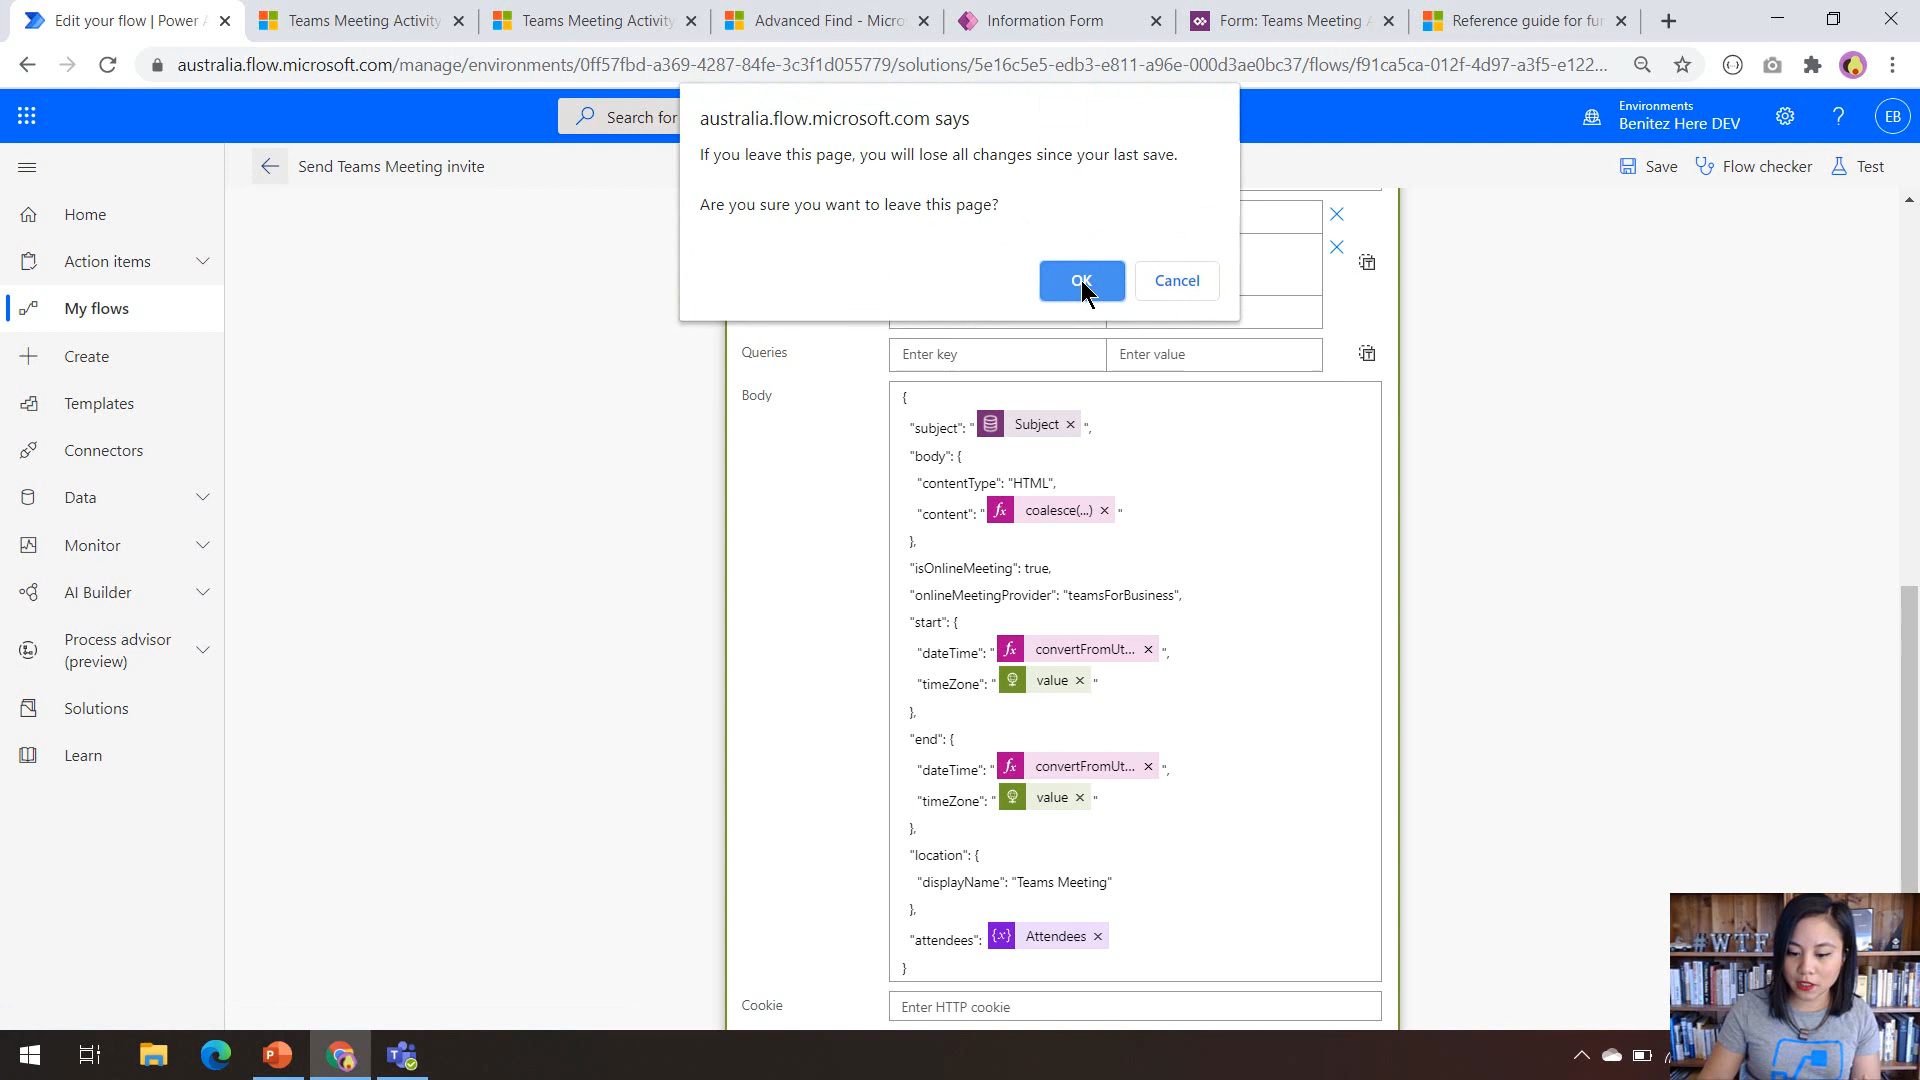 Edit your flow | Power A
Teams Meeting Activity
Teams Meeting Activity
Advanced Find - Micro
Information Form
Form: Teams Meeting A
Reference guide for fun
australia.flow.microsoft.com/manage/environments/0ff57fbd-a369-4287-84fe-3c3f1d055779/solutions/5e16c5e5-edb3-e811-a96e-000d3ae0bc37/flows/f91ca5ca-012f-4d97-a3f5-e122...
Search for
Environments
Benitez Here DEV
EB
Send Teams Meeting invite
Save
Flow checker
Test
australia.flow.microsoft.com says
If you leave this page, you will lose all changes since your last save.
Are you sure you want to leave this page?
OK
Cancel
Home
Action items
My flows
Create
Templates
Connectors
Data
Monitor
AI Builder
Process advisor
(preview)
Solutions
Learn
Queries
Enter key
Enter value
Body
{
"subject": " Subject ",
"body": {
"contentType": "HTML",
"content": " fx coalesce(...) "
},
"isOnlineMeeting": true,
"onlineMeetingProvider": "teamsForBusiness",
"start": {
"dateTime": " fx convertFromUt... ",
"timeZone": " value "
},
"end": {
"dateTime": " fx convertFromUt... ",
"timeZone": " value "
},
"location": {
"displayName": "Teams Meeting"
},
"attendees": {x} Attendees
}
Cookie
Enter HTTP cookie
#WTF